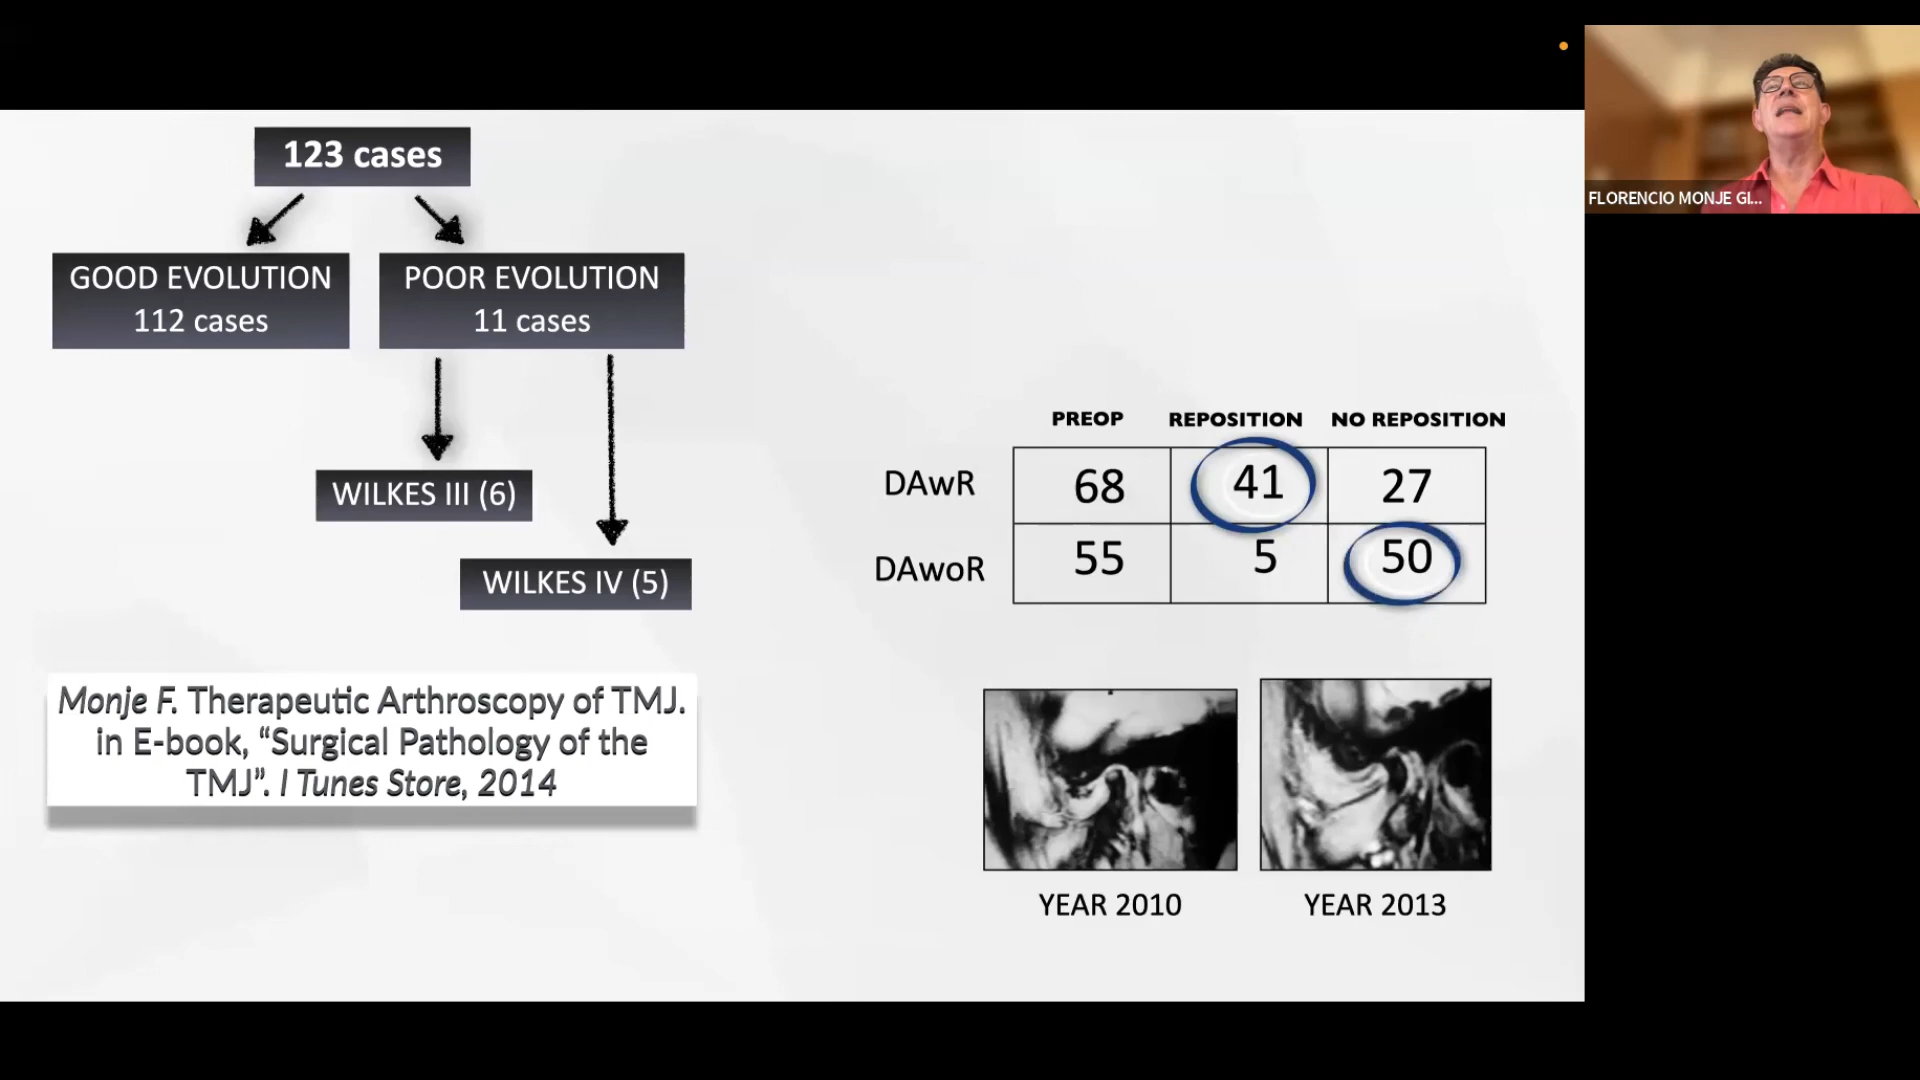 123 cases
GOOD EVOLUTION
112 cases
POOR EVOLUTION
11 cases
WILKES III (6)
WILKES IV (5)
Monje F. Therapeutic Arthroscopy of TMJ.
in E-book, “Surgical Pathology of the
TMJ”. I Tunes Store, 2014
PREOP REPOSITION NO REPOSITION
DAwR 68 41 27
DAwoR 55 5 50
YEAR 2010
YEAR 2013
FLORENCIO MONJE GI...